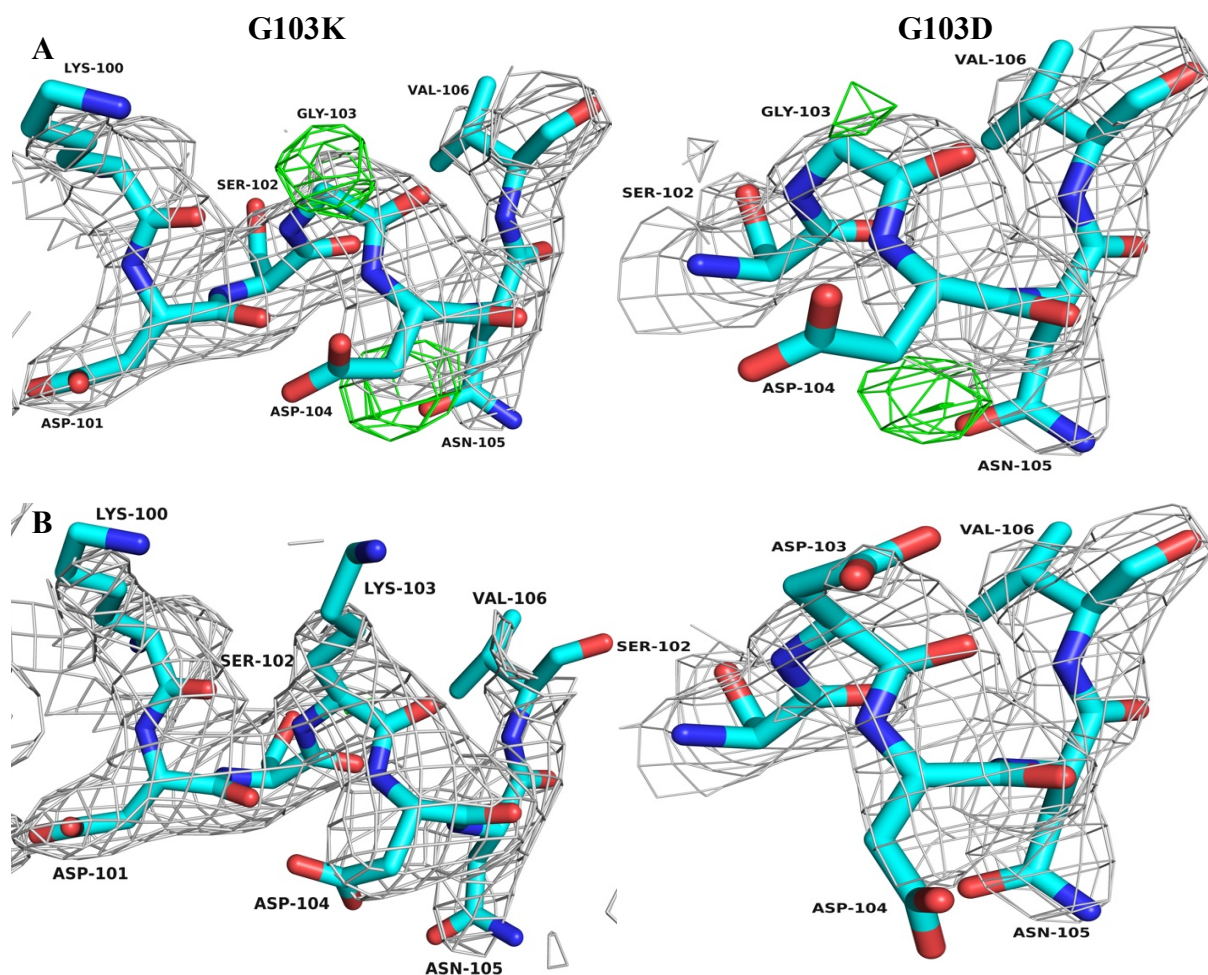 G103K
G103D
A
LYS-100
VAL-106
GLY-103
SER-102
ASP-101
ASP-104
ASN-105
VAL-106
GLY-103
SER-102
ASP-104
ASN-105
B
LYS-100
LYS-103
VAL-106
SER-102
ASP-101
ASP-104
ASN-105
ASP-103
VAL-106
SER-102
ASP-104
ASN-105